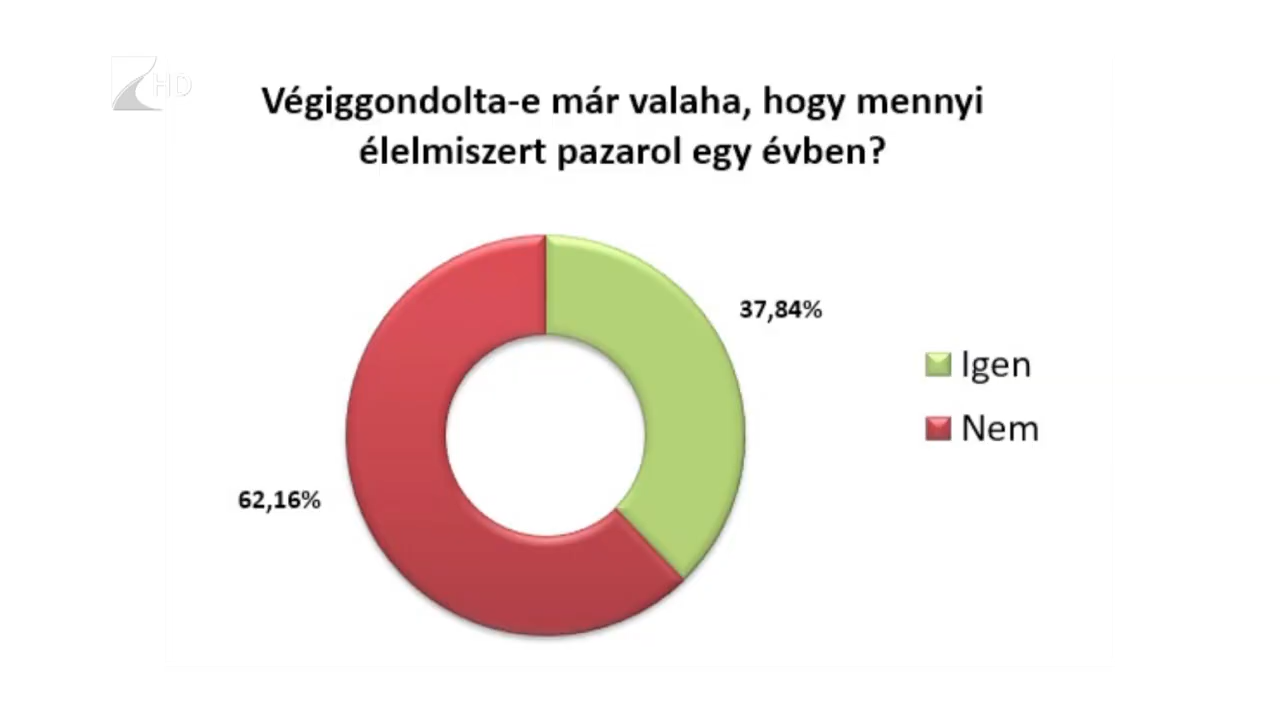 HD
Végiggondolta-e már valaha, hogy mennyi
élelmiszert pazarol egy évben?
37,84%
Igen
Nem
62,16%